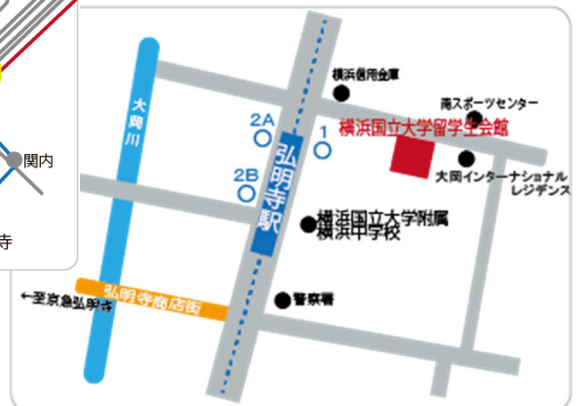 関内
寺
大岡川
2A
1
2B
弘明寺駅
横浜信用金庫
南スポーツセンター
横浜国立大学留学生会館
大岡インターナショナル
レジデンス
横浜国立大学附属
横浜中学校
警察署
弘明寺商店街
←至京急弘明寺